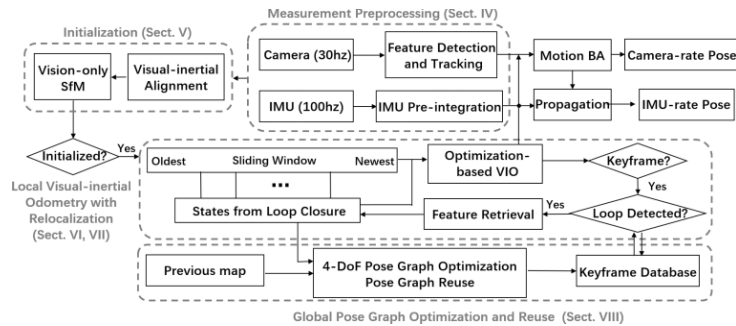 Measurement Preprocessing (Sect. IV)
Initialization (Sect. V)
Vision-only
SfM
Visual-inertial
Alignment
Camera (30hz)
Feature Detection
and Tracking
Motion BA
Camera-rate Pose
IMU (100hz)
IMU Pre-integration
Propagation
IMU-rate Pose
Initialized?
Yes
Local Visual-inertial
Odometry with
Relocalization
(Sect. VI, VII)
Oldest Sliding Window Newest
...
States from Loop Closure
Optimization-
based VIO
Keyframe?
Yes
Loop Detected?
Yes
Feature Retrieval
Previous map
4-DoF Pose Graph Optimization
Pose Graph Reuse
Keyframe Database
Global Pose Graph Optimization and Reuse (Sect. VIII)